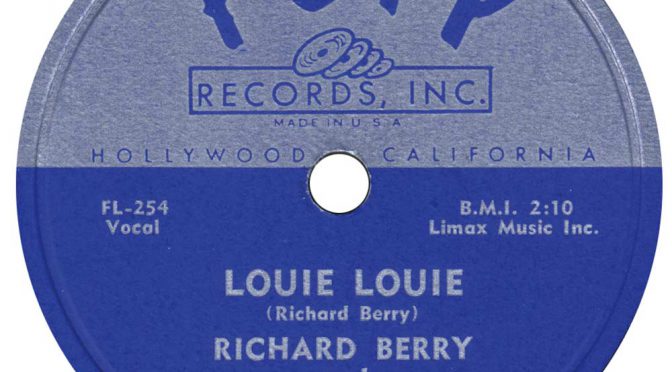 RECORDS, INC.
MADE IN U.S.A
HOLLYWOOD CALIFORNIA
FL-254
Vocal
B.M.I. 2:10
Limax Music Inc.
LOUIE LOUIE
(Richard Berry)
RICHARD BERRY